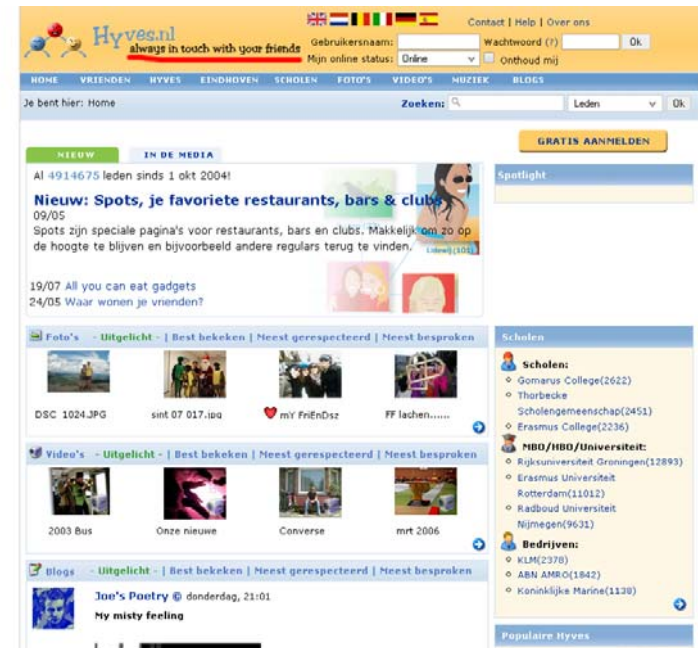 Contact | Help | Over ons
Hyves.nl
always in touch with your friends
Gebruikersnaam: Wachtwoord (?) Ok
Mijn online status: Online Onthoud mij
HOME VRIENDEN HYVES EINDHOVEN SCHOLEN FOTO'S VIDEO'S MUZIEK BLOGS
Je bent hier: Home Zoeken: Leden Ok
GRATIS AANMELDEN
NIEUW IN DE MEDIA
Al 4914675 leden sinds 1 okt 2004!
Nieuw: Spots, je favoriete restaurants, bars & clubs
09/05
Spots zijn speciale pagina's voor restaurants, bars en clubs. Makkelijk om zo op
de hoogte te blijven en bijvoorbeeld andere regulars terug te vinden.
19/07 All you can eat gadgets
24/05 Waar wonen je vrienden?
Spotlight
Foto's - Uitgelicht - | Best bekeken | Meest gerespecteerd | Meest besproken
DSC_1024.JPG sint 07 017.jpg mY FriEnDsz FF lachen......
Video's - Uitgelicht - | Best bekeken | Meest gerespecteerd | Meest besproken
2003 Bus Onze nieuwe Converse mrt 2006
Blogs - Uitgelicht - | Best bekeken | Meest gerespecteerd | Meest besproken
Joe's Poetry © donderdag, 21:01
My misty feeling
Scholen
Scholen:
Gomarus College(2622)
Thorbecke
Scholengemeenschap(2451)
Erasmus College(2236)
MBO/HBO/Universiteit:
Rijksuniversiteit Groningen(12893)
Erasmus Universiteit
Rotterdam(11012)
Radboud Universiteit
Nijmegen(9631)
Bedrijven:
KLM(2378)
ABN AMRO(1842)
Koninklijke Marine(1138)
Populaire Hyves